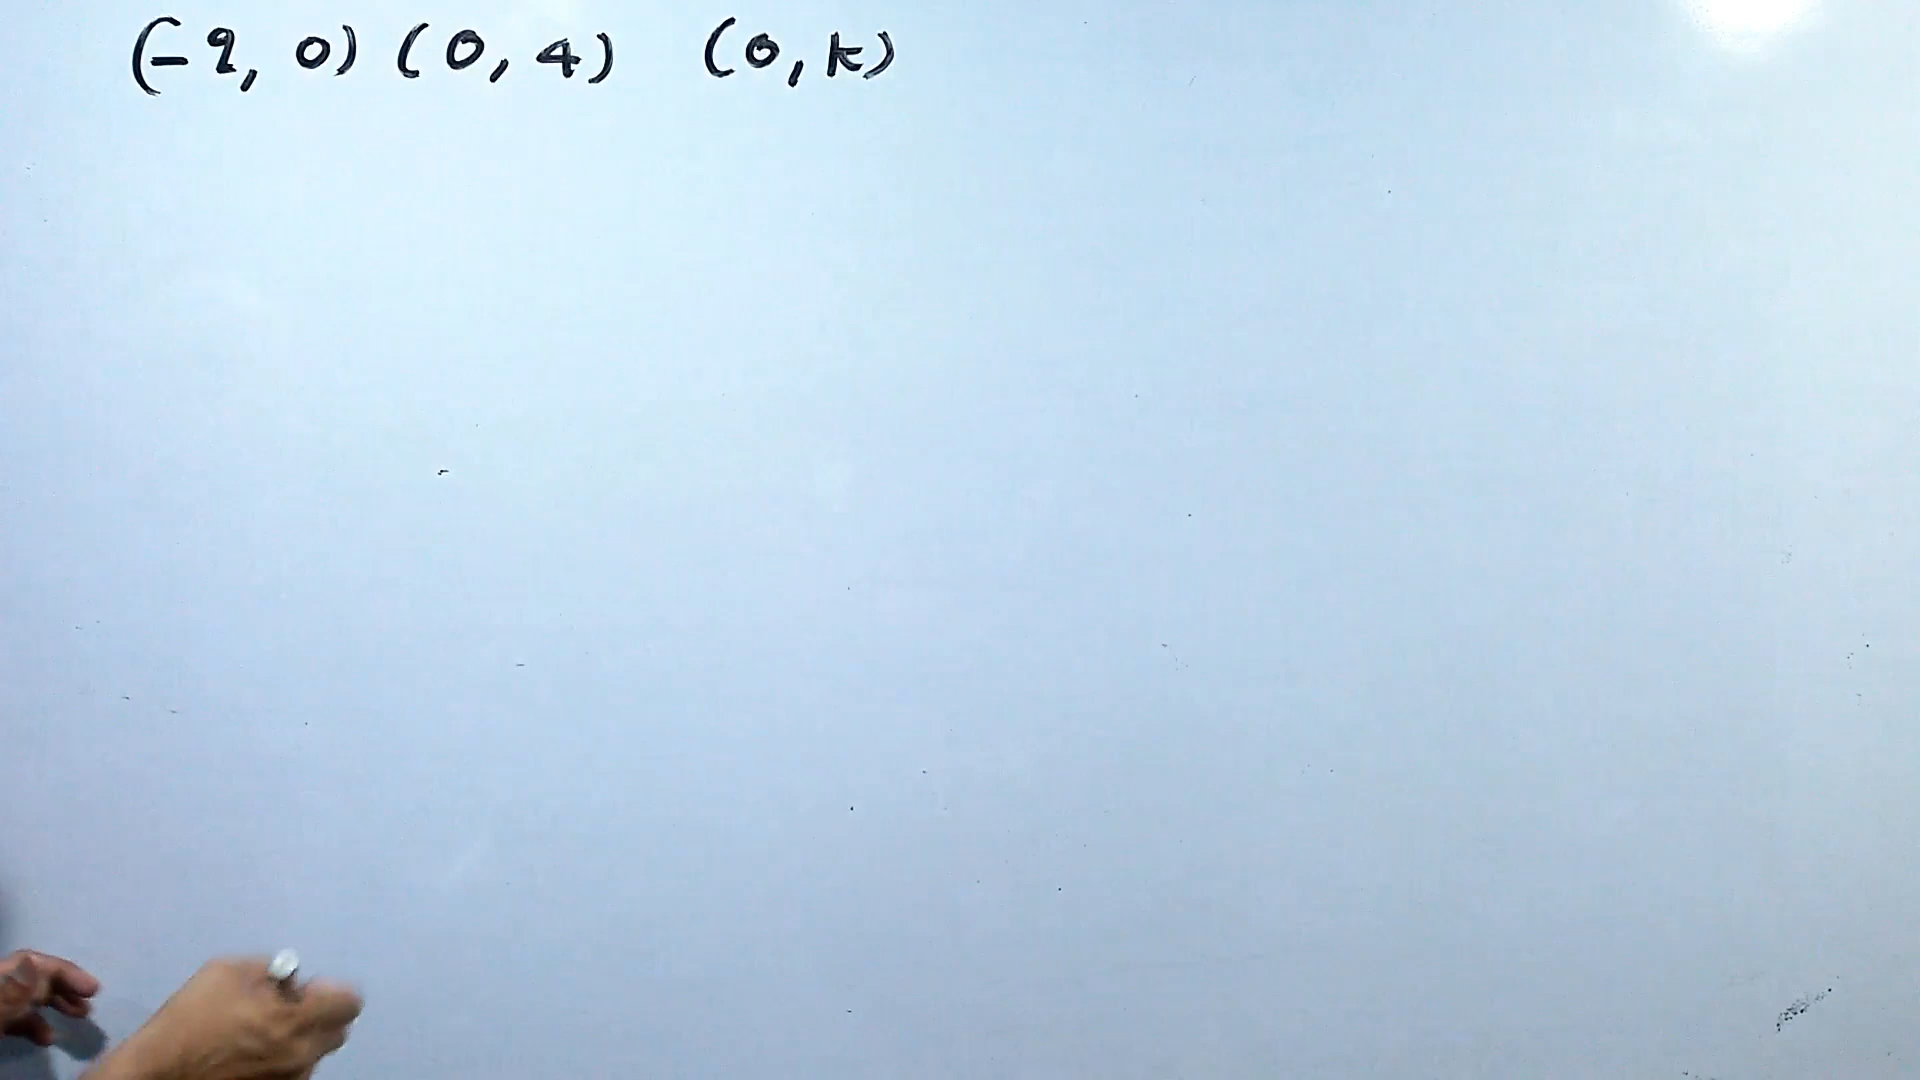 (-2, 0) (0, 4) (0, k)